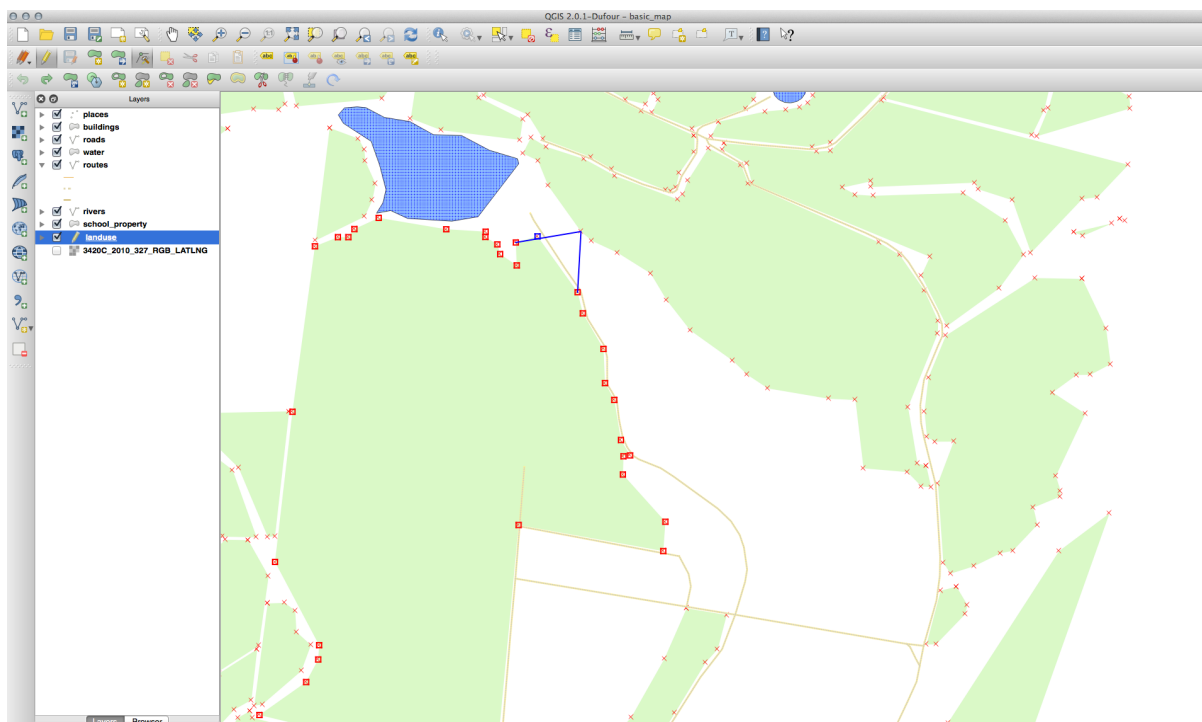 QGIS 2.0.1-Dufour - basic_map
Layers
places
buildings
roads
water
routes
rivers
school_property
landuse
3420C_2010_327_RGB_LATLNG
Layers Browser